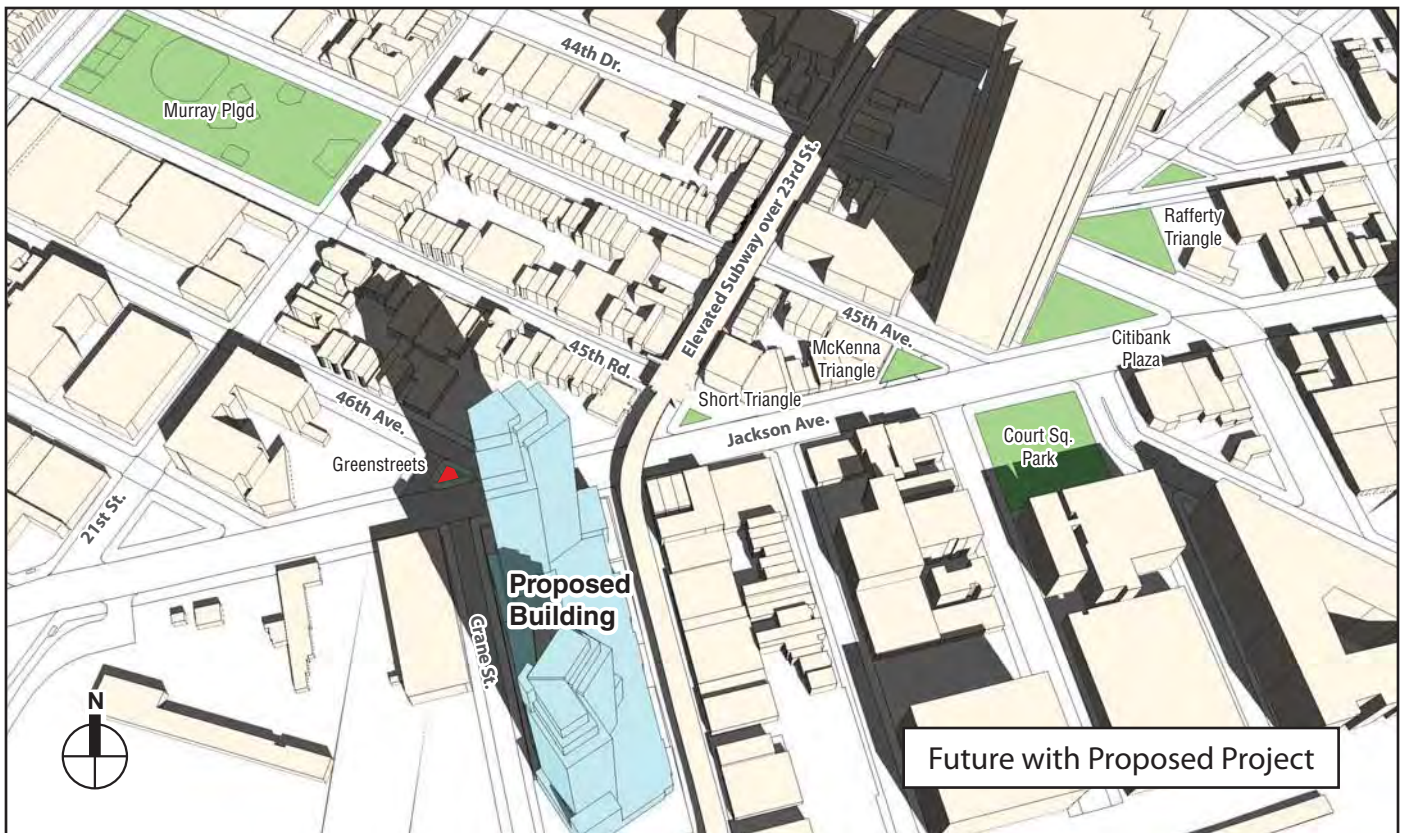 44th Dr.
Murray Plgd
Elevated Subway over 23rd St.
Rafferty
Triangle
45th Ave.
Citibank
Plaza
McKenna
Triangle
45th Rd.
Short Triangle
46th Ave.
Jackson Ave.
Court Sq.
Park
Greenstreets
21st St.
Proposed
Building
Crane St.
N
Future with Proposed Project